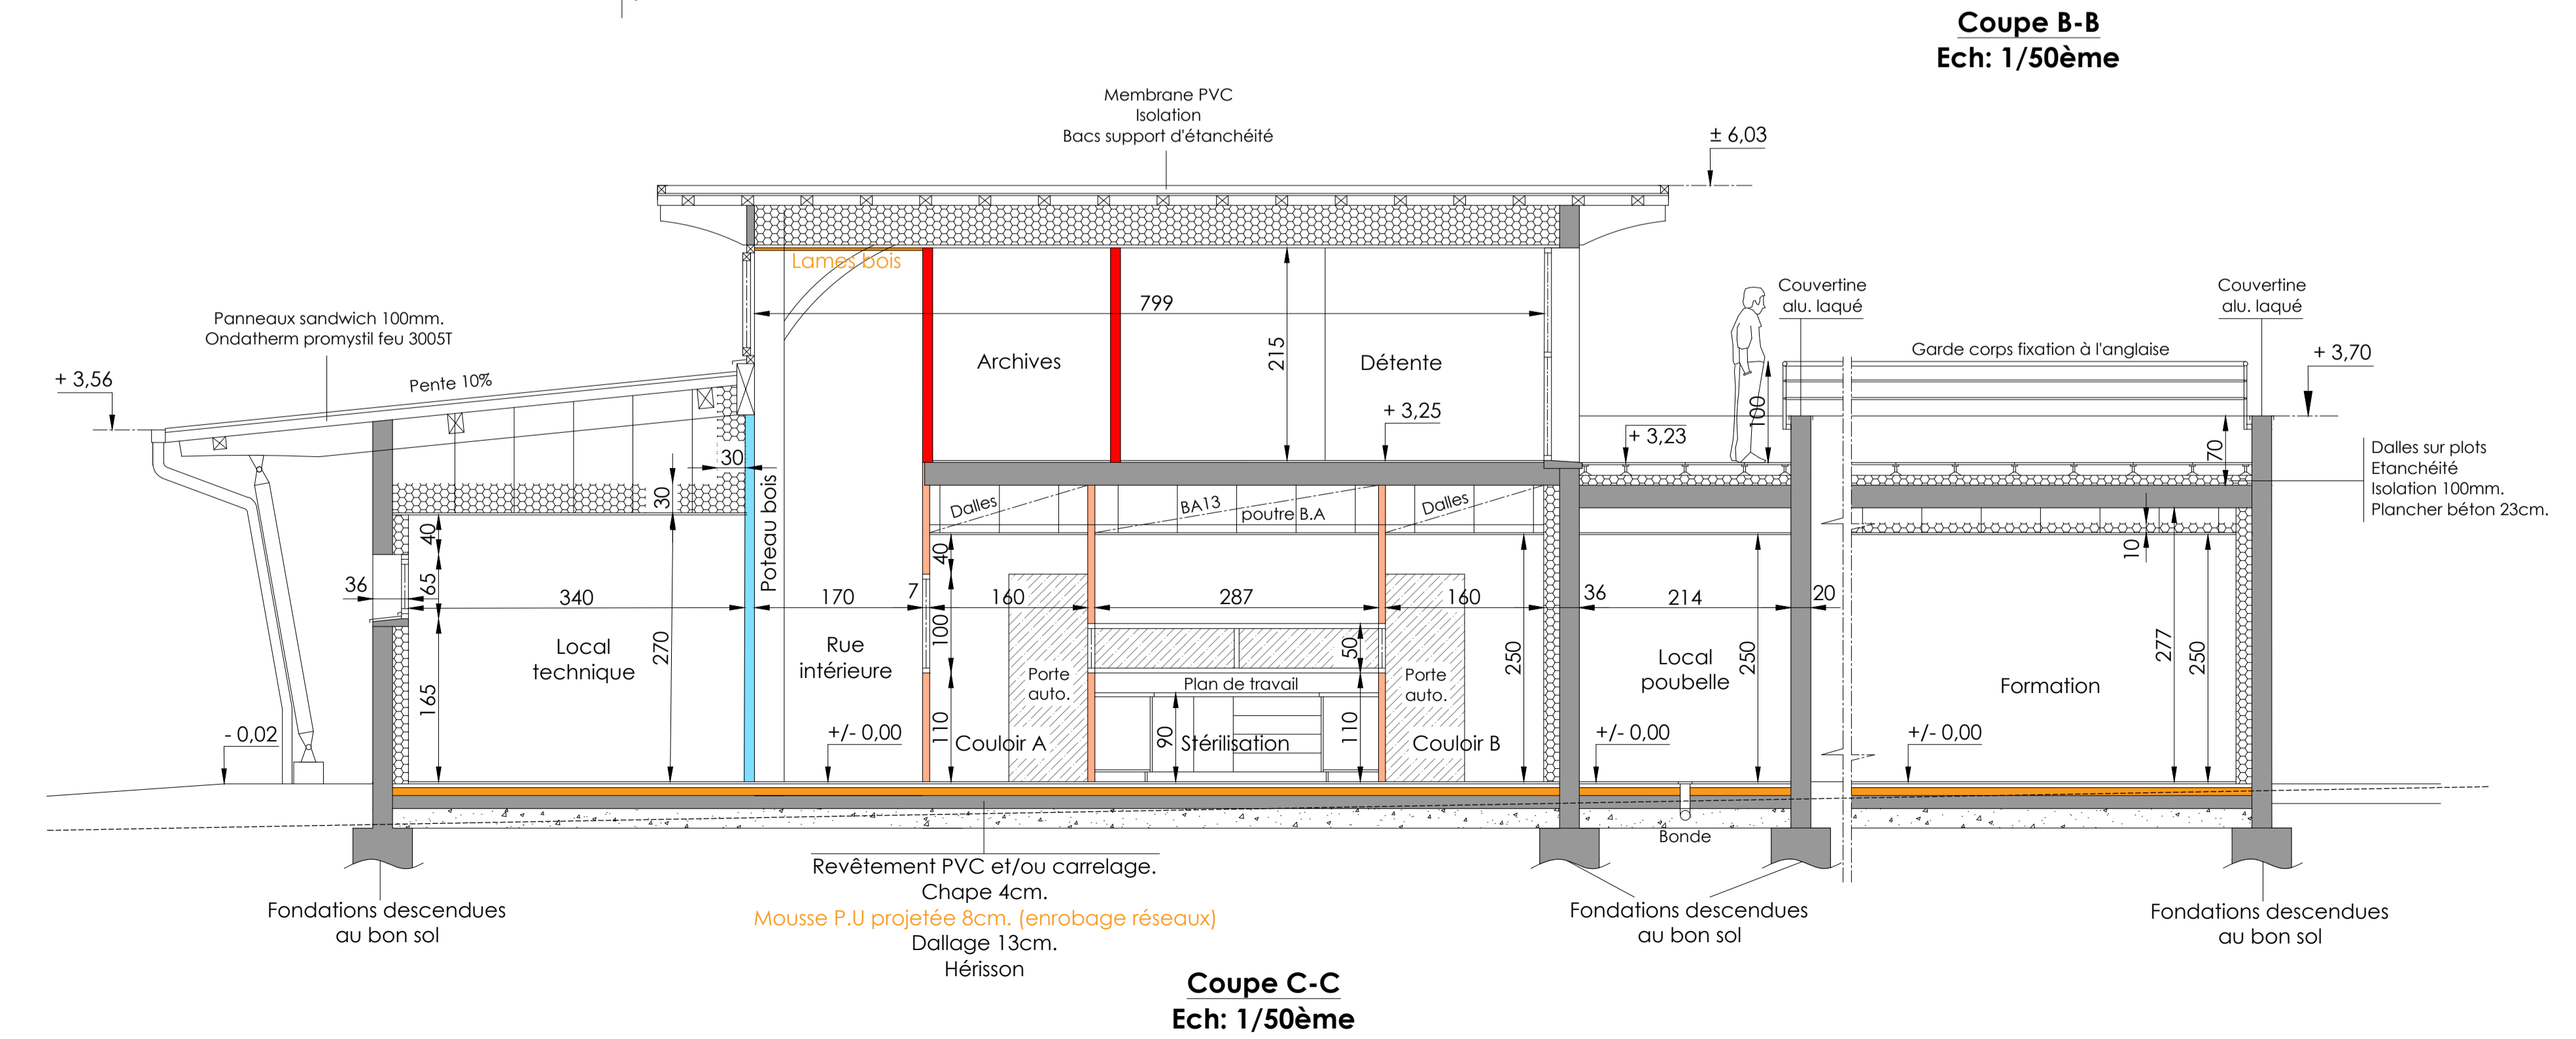 Coupe B-B
Ech: 1/50ème
Membrane PVC
Isolation
Bacs support d'étanchéité
± 6,03
Lames bois
799
Archives
215
Détente
+ 3,25
Panneaux sandwich 100mm.
Ondatherm promystil feu 3005T
+ 3,56
Pente 10%
Couvertine
alu. laqué
Couvertine
alu. laqué
Garde corps fixation à l'anglaise
+ 3,70
100
+ 3,23
70
Dalles sur plots
Etanchéité
Isolation 100mm.
Plancher béton 23cm.
30
30
Poteau bois
Dalles
BA13
poutre B.A
Dalles
40
40
10
36
65
340
170
7
160
287
160
36
214
20
100
50
Local
technique
270
Rue
intérieure
Porte
auto.
Plan de travail
Porte
auto.
250
Local
poubelle
250
277
250
Formation
165
- 0,02
+/- 0,00
110
Couloir A
90
Stérilisation
110
Couloir B
+/- 0,00
+/- 0,00
Bonde
Revêtement PVC et/ou carrelage.
Chape 4cm.
Mousse P.U projetée 8cm. (enrobage réseaux)
Dallage 13cm.
Hérisson
Fondations descendues
au bon sol
Fondations descendues
au bon sol
Fondations descendues
au bon sol
Coupe C-C
Ech: 1/50ème